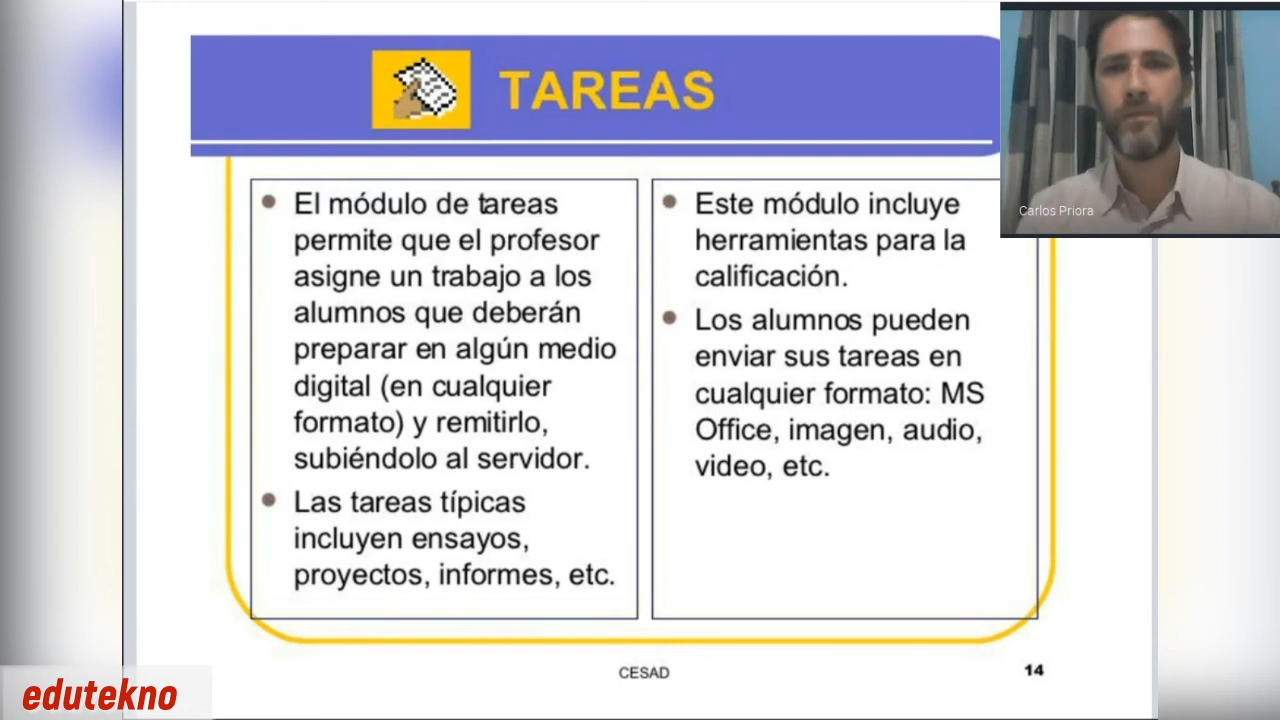 TAREAS
El módulo de tareas
permite que el profesor
asigne un trabajo a los
alumnos que deberán
preparar en algún medio
digital (en cualquier
formato) y remitirlo,
subiéndolo al servidor.
Las tareas típicas
incluyen ensayos,
proyectos, informes, etc.
Este módulo incluye
herramientas para la
calificación.
Los alumnos pueden
enviar sus tareas en
cualquier formato: MS
Office, imagen, audio,
video, etc.
Carlos Priora
CESAD
14
edutekno